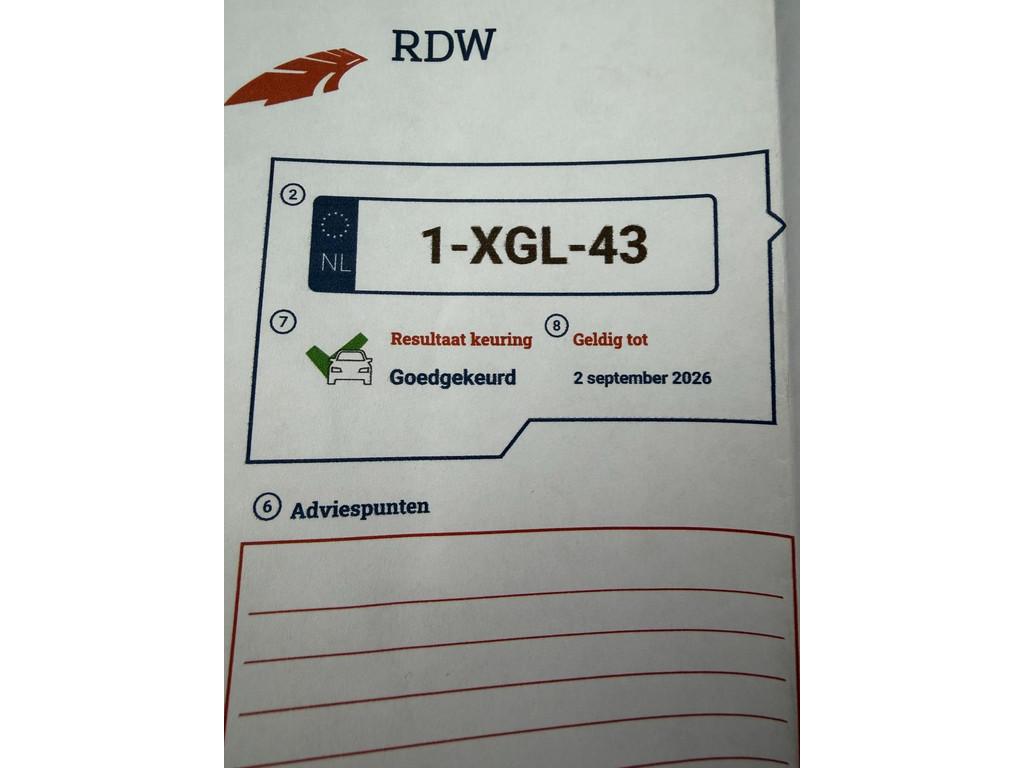 RDW
2
NL
1-XGL-43
7
Resultaat keuring
8
Geldig tot
Goedgekeurd
2 september 2026
6 Adviespunten